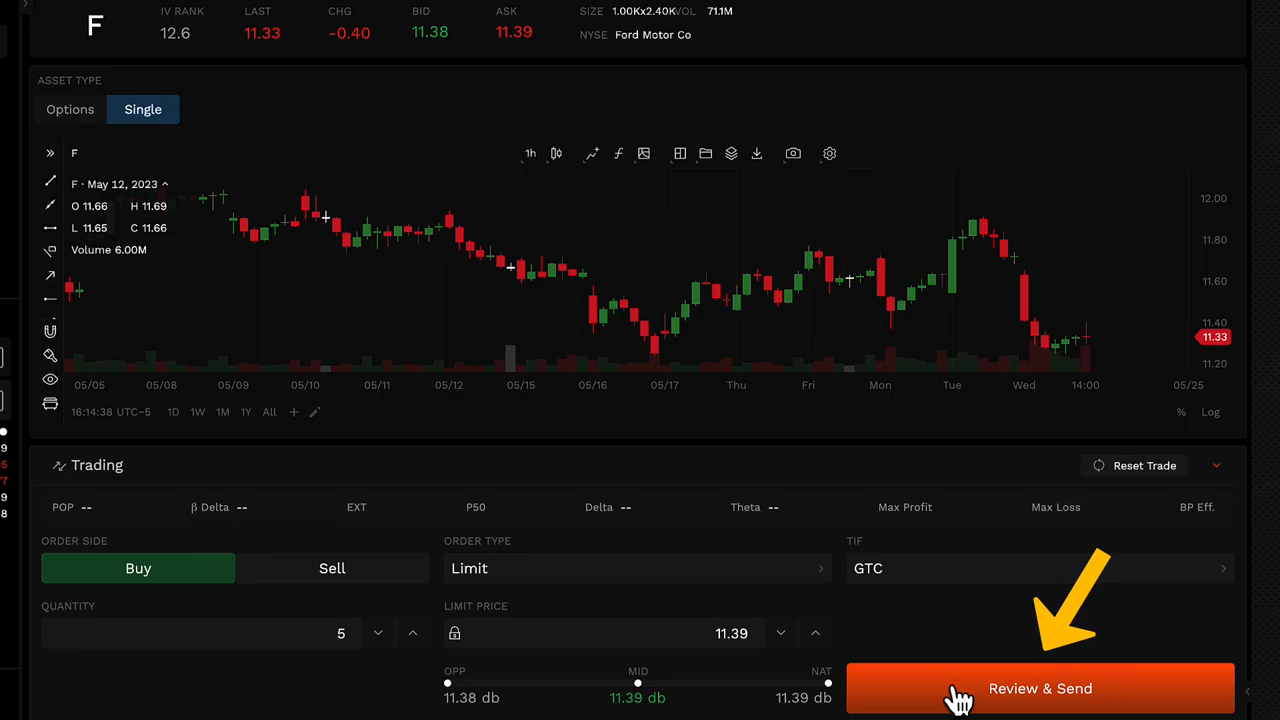 F
IV RANK LAST CHG BID ASK
12.6 11.33 -0.40 11.38 11.39
SIZE 1.00Kx2.40K VOL 71.1M
NYSE Ford Motor Co
ASSET TYPE
Options Single
F 1h
F · May 12, 2023
O 11.66 H 11.69
L 11.65 C 11.66
Volume 6.00M
12.00
11.80
11.60
11.40
11.33
11.20
05/05 05/08 05/09 05/10 05/11 05/12 05/15 05/16 05/17 Thu Fri Mon Tue Wed 14:00 05/25
16:14:38 UTC-5 1D 1W 1M 1Y All % Log
Trading Reset Trade
POP -- β Delta -- EXT P50 Delta -- Theta -- Max Profit Max Loss BP Eff.
ORDER SIDE ORDER TYPE TIF
Buy Sell Limit GTC
QUANTITY LIMIT PRICE
5 11.39
OPP MID NAT
11.38 db 11.39 db 11.39 db
Review & Send